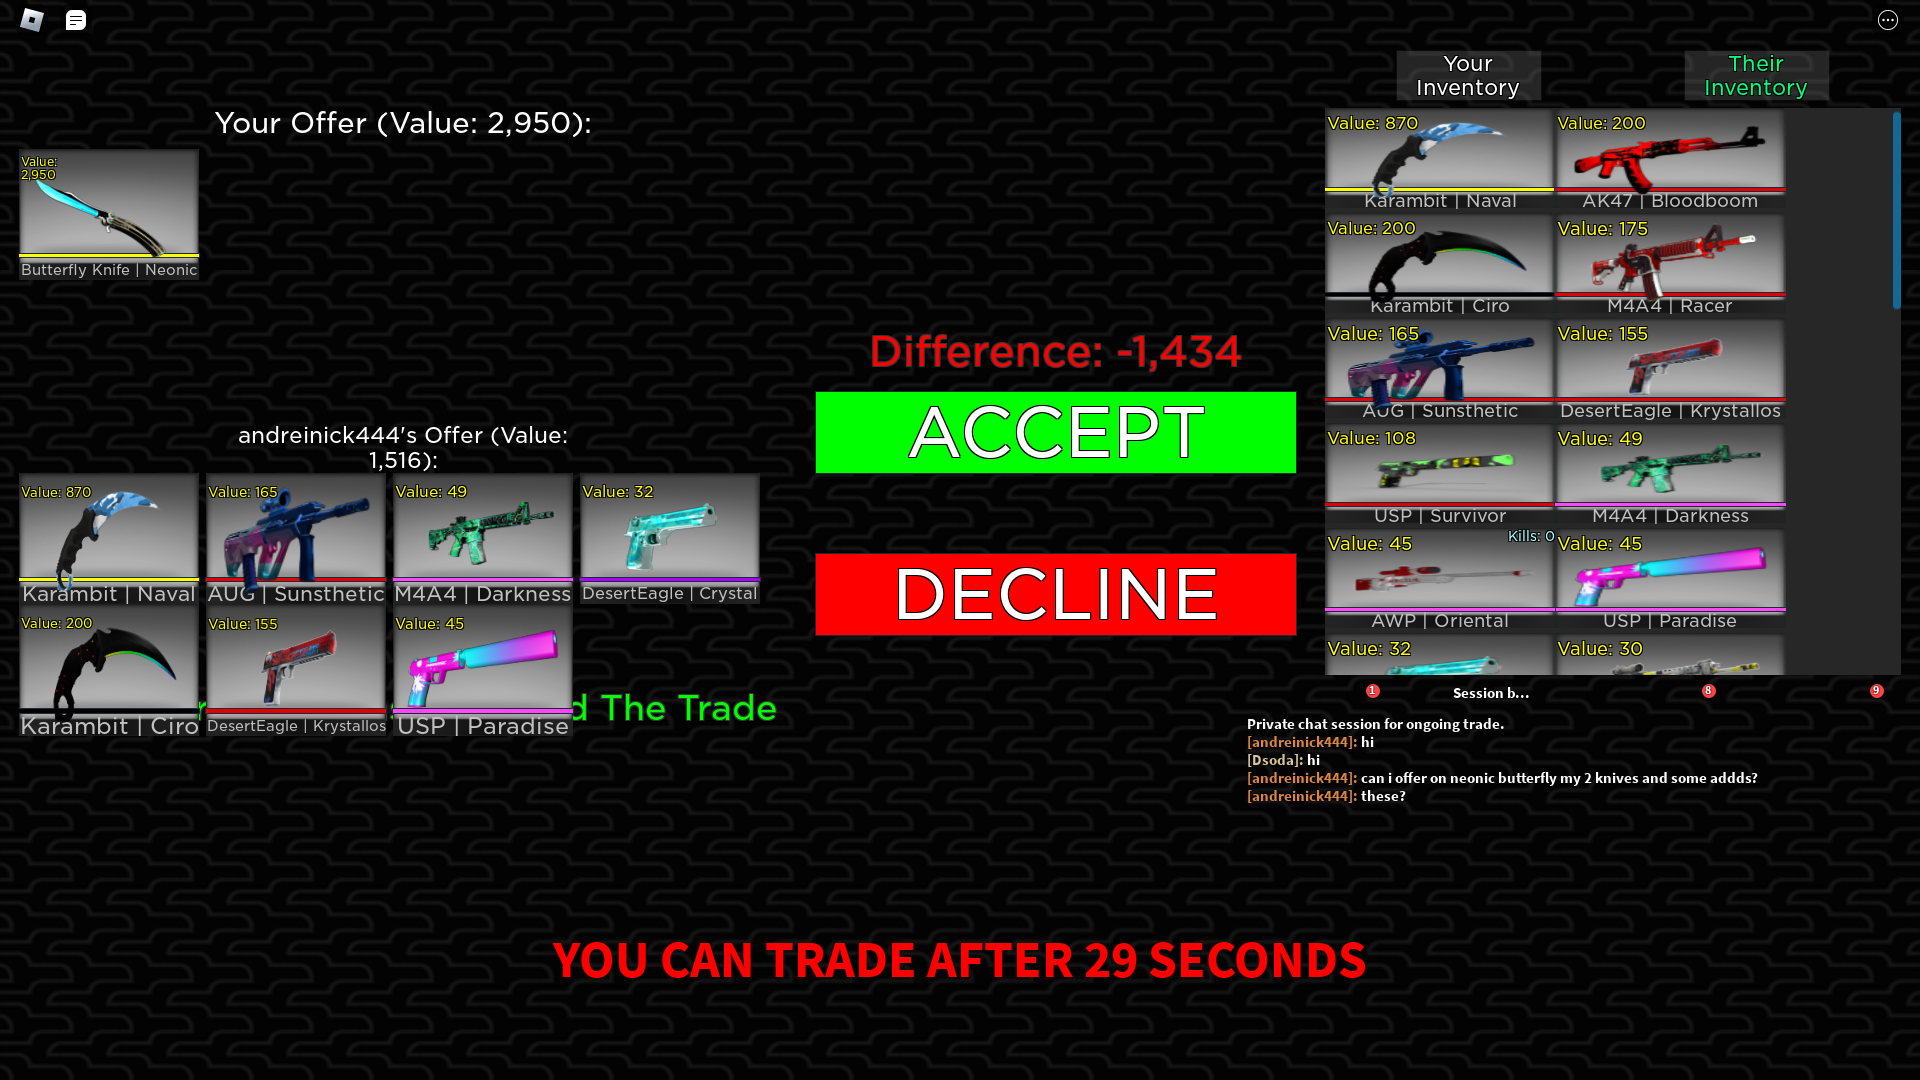 Your Offer (Value: 2,950):
Value:
2,950
Butterfly Knife | Neonic
andreinick444's Offer (Value:
1,516):
Value: 870
Karambit | Naval
Value: 165
AUG | Sunsthetic
Value: 49
M4A4 | Darkness
Value: 32
DesertEagle | Crystal
Value: 200
Karambit | Ciro
Value: 155
DesertEagle | Krystallos
Value: 45
USP | Paradise
The Trade
Difference: -1,434
ACCEPT
DECLINE
Your
Inventory
Their
Inventory
Value: 870
Karambit | Naval
Value: 200
AK47 | Bloodboom
Value: 200
Karambit | Ciro
Value: 175
M4A4 | Racer
Value: 165
AUG | Sunsthetic
Value: 155
DesertEagle | Krystallos
Value: 108
USP | Survivor
Value: 49
M4A4 | Darkness
Value: 45
Kills: 0
AWP | Oriental
Value: 45
USP | Paradise
Value: 32
Value: 30
1
Session b...
8
9
Private chat session for ongoing trade.
[andreinick444]: hi
[Dsoda]: hi
[andreinick444]: can i offer on neonic butterfly my 2 knives and some addds?
[andreinick444]: these?
YOU CAN TRADE AFTER 29 SECONDS